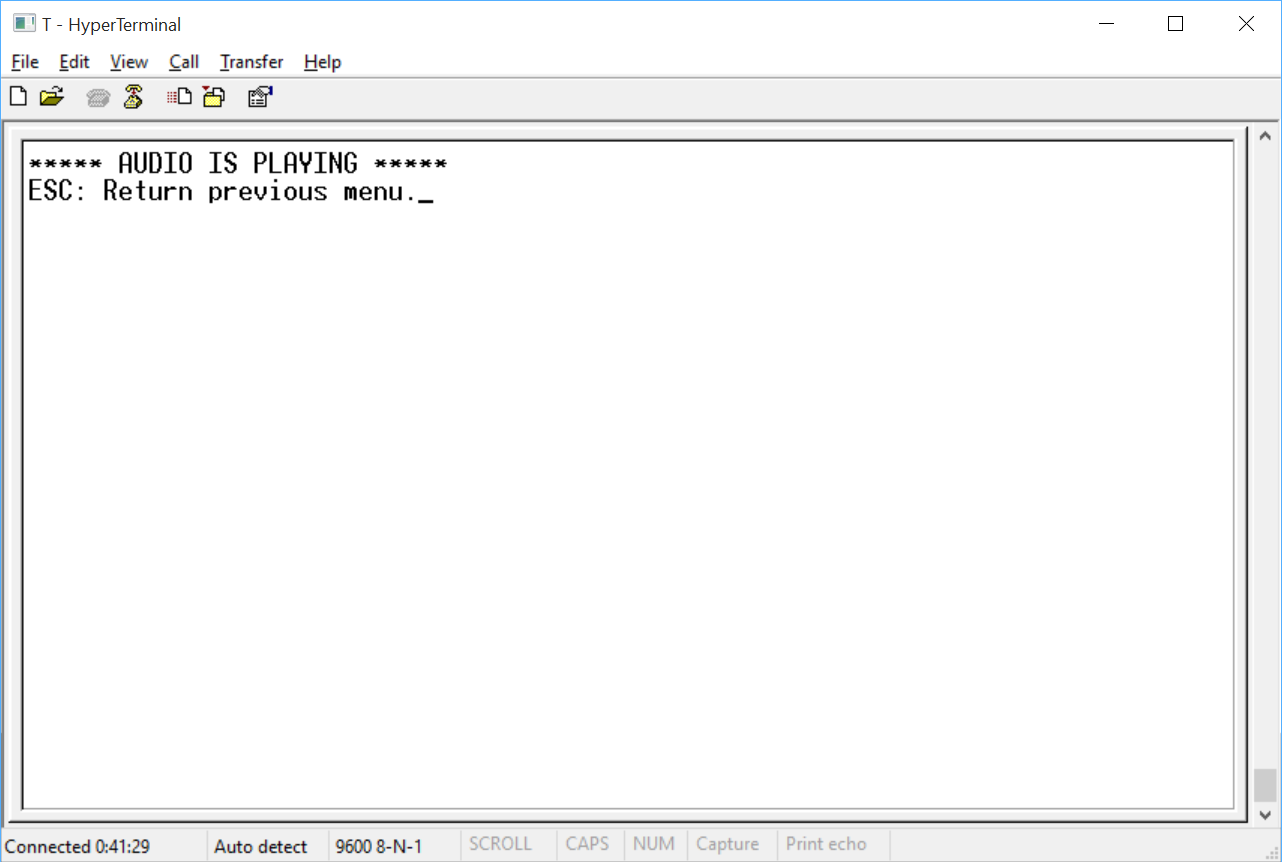 T - HyperTerminal
File Edit View Call Transfer Help
***** AUDIO IS PLAYING *****
ESC: Return previous menu._
Connected 0:41:29 Auto detect 9600 8-N-1 SCROLL CAPS NUM Capture Print echo